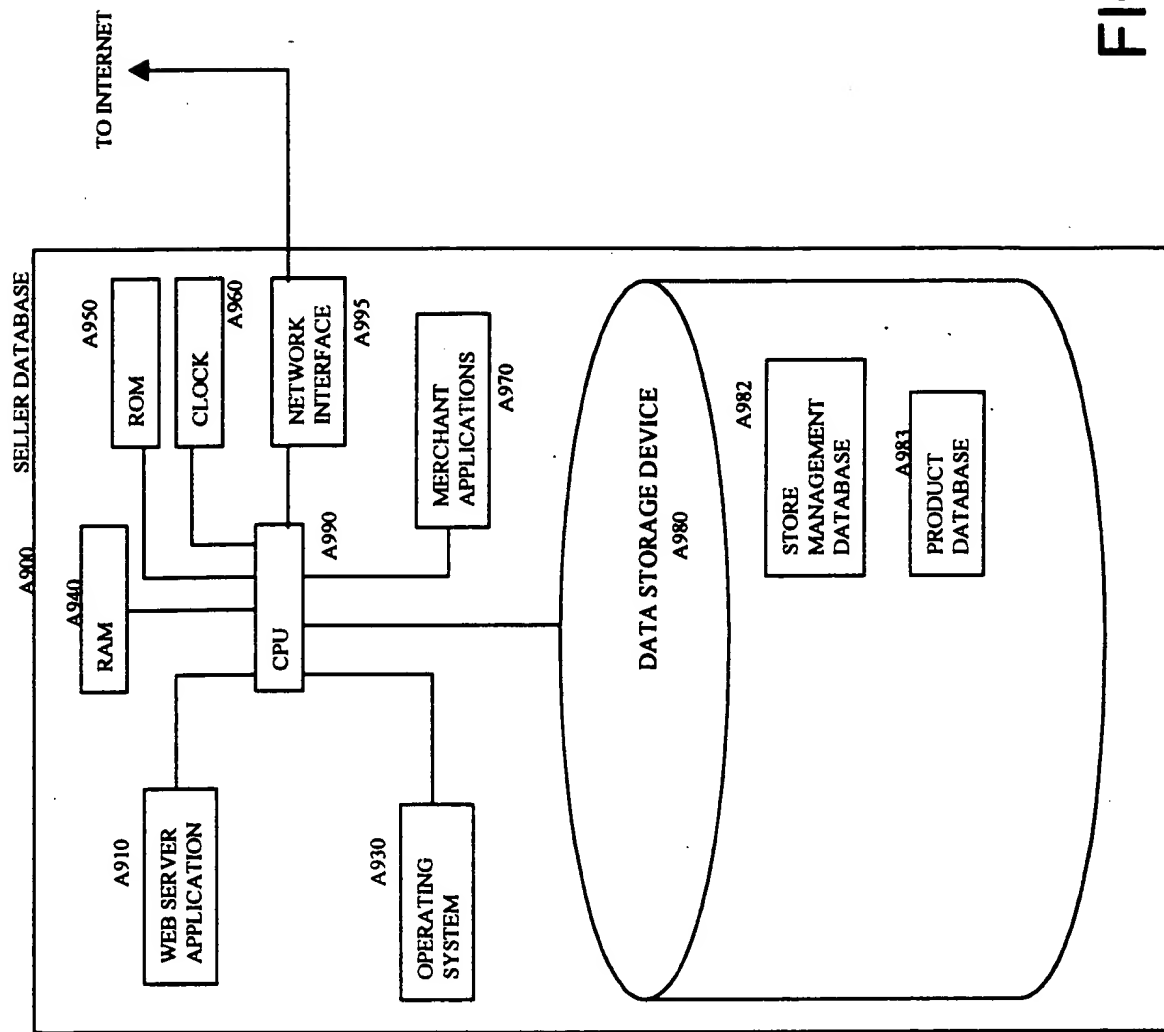 SELLER DATABASE
A900
TO INTERNET
A940
RAM
A950
ROM
A960
CLOCK
A910
WEB SERVER
APPLICATION
CPU
A990
NETWORK
INTERFACE
A995
A930
OPERATING
SYSTEM
MERCHANT
APPLICATIONS
A970
DATA STORAGE DEVICE
A980
A982
STORE
MANAGEMENT
DATABASE
A983
PRODUCT
DATABASE